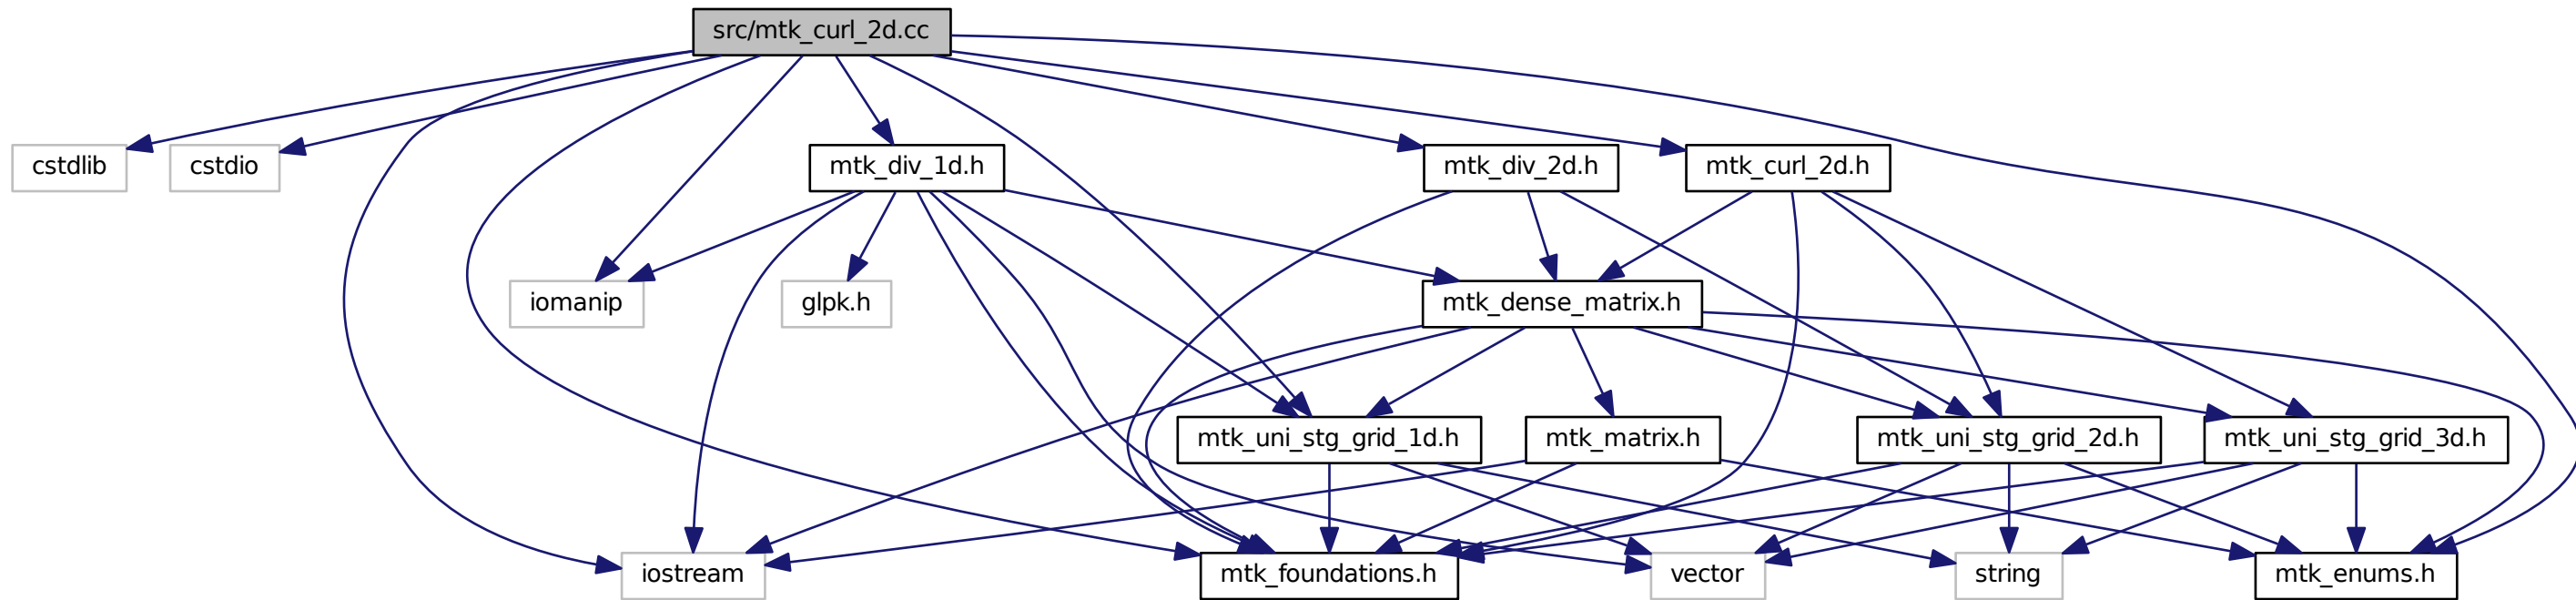 src/mtk_curl_2d.cc
cstdlib
cstdio
mtk_div_1d.h
mtk_div_2d.h
mtk_curl_2d.h
iomanip
glpk.h
mtk_dense_matrix.h
mtk_uni_stg_grid_1d.h
mtk_matrix.h
mtk_uni_stg_grid_2d.h
mtk_uni_stg_grid_3d.h
iostream
mtk_foundations.h
vector
string
mtk_enums.h